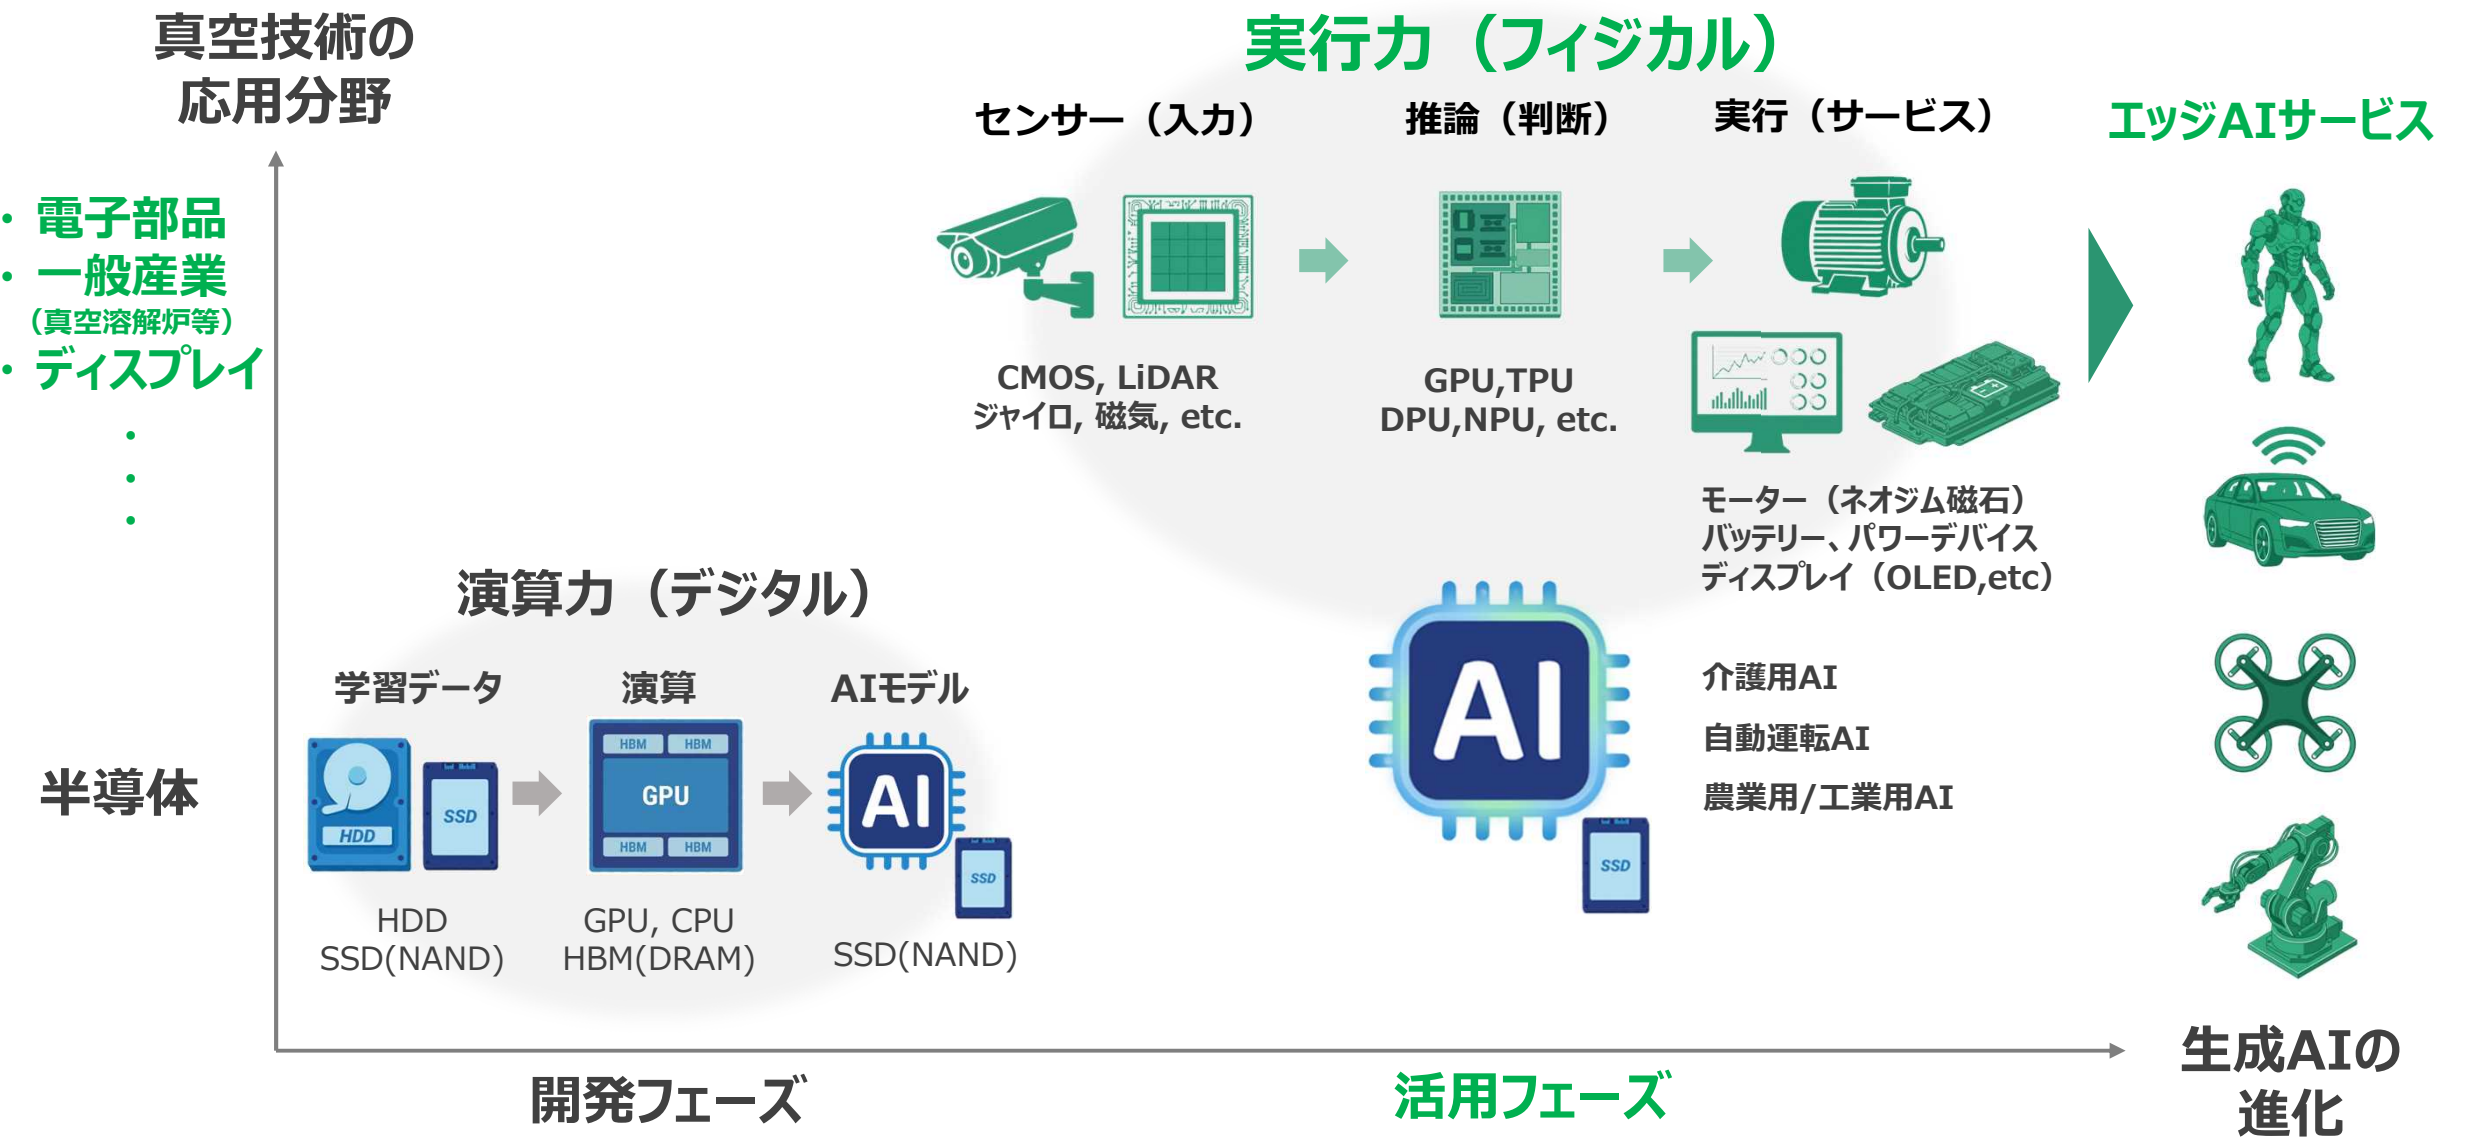 真空技術の
応用分野
・電子部品
・一般産業
（真空溶解炉等）
・ディスプレイ
・
・
・
半導体
実行力（フィジカル）
センサー（入力）
推論（判断）
実行（サービス）
エッジAIサービス
CMOS, LiDAR
ジャイロ, 磁気, etc.
GPU,TPU
DPU,NPU, etc.
モーター（ネオジム磁石）
バッテリー、パワーデバイス
ディスプレイ（OLED,etc）
演算力（デジタル）
学習データ
演算
AIモデル
HDD
SSD
HBM HBM
GPU
HBM HBM
AI
SSD
HDD
SSD(NAND)
GPU, CPU
HBM(DRAM)
SSD(NAND)
AI
SSD
介護用AI
自動運転AI
農業用/工業用AI
開発フェーズ
活用フェーズ
生成AIの
進化